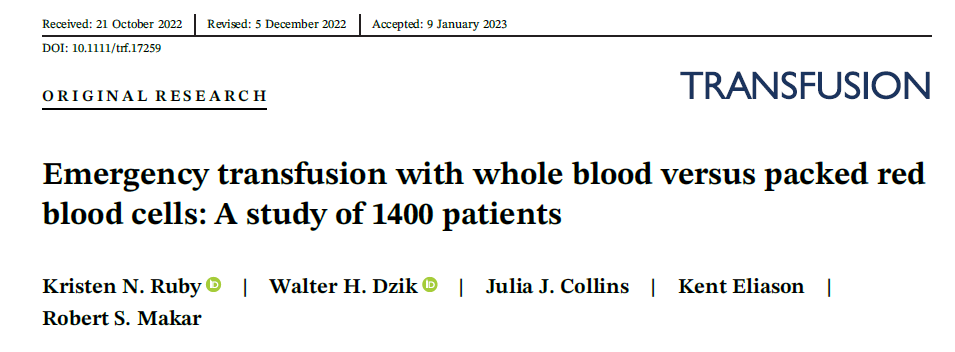 Received: 21 October 2022 | Revised: 5 December 2022 | Accepted: 9 January 2023
DOI: 10.1111/trf.17259
ORIGINAL RESEARCH
TRANSFUSION
Emergency transfusion with whole blood versus packed red
blood cells: A study of 1400 patients
Kristen N. Ruby iD | Walter H. Dzik iD | Julia J. Collins | Kent Eliason |
Robert S. Makar